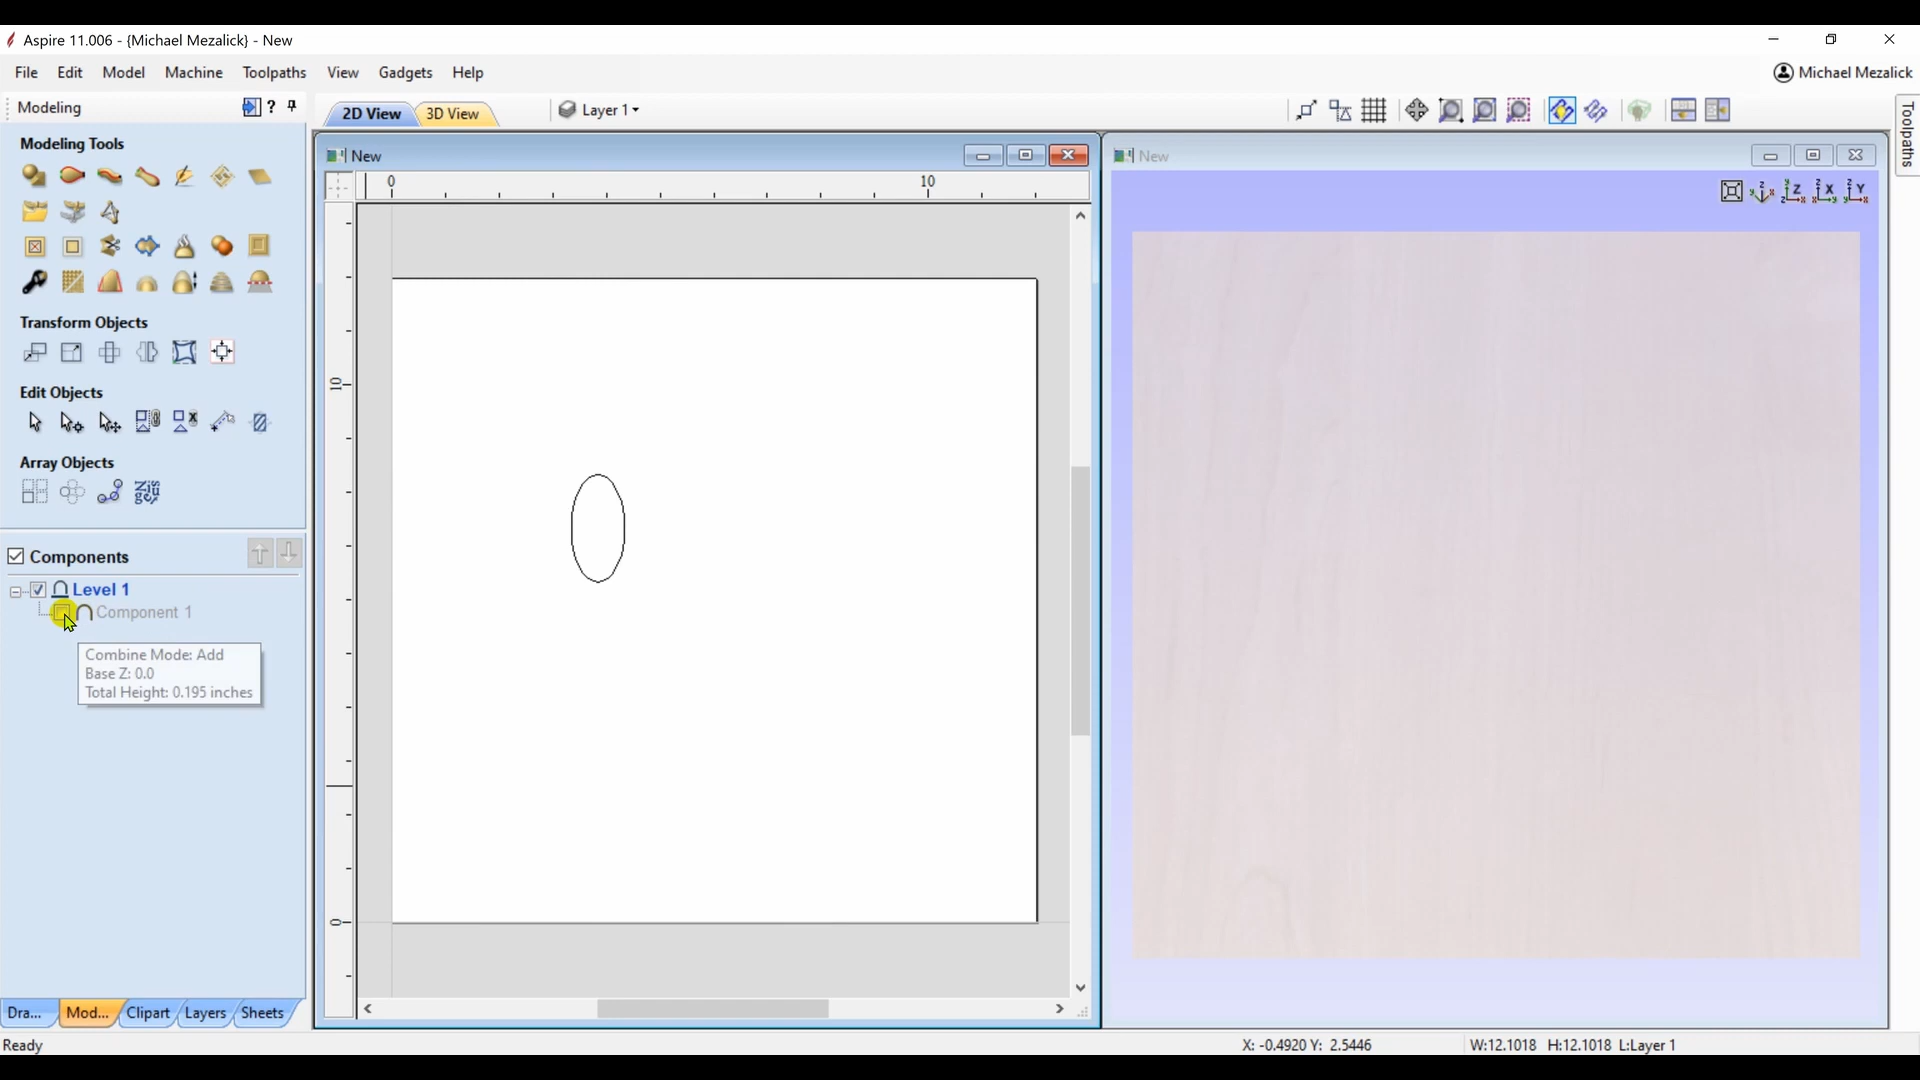 Aspire 11.006 - {Michael Mezalick} - New
File Edit Model Machine Toolpaths View Gadgets Help
Michael Mezalick
Modeling
?
2D View
3D View
Layer 1
Toolpaths
Modeling Tools
New
New
0
10
10
0
Transform Objects
Edit Objects
Array Objects
Components
Level 1
Component 1
Combine Mode: Add
Base Z: 0.0
Total Height: 0.195 inches
Dra... Mod... Clipart Layers Sheets
Ready
X: -0.4920 Y: 2.5446
W:12.1018 H:12.1018 L:Layer 1